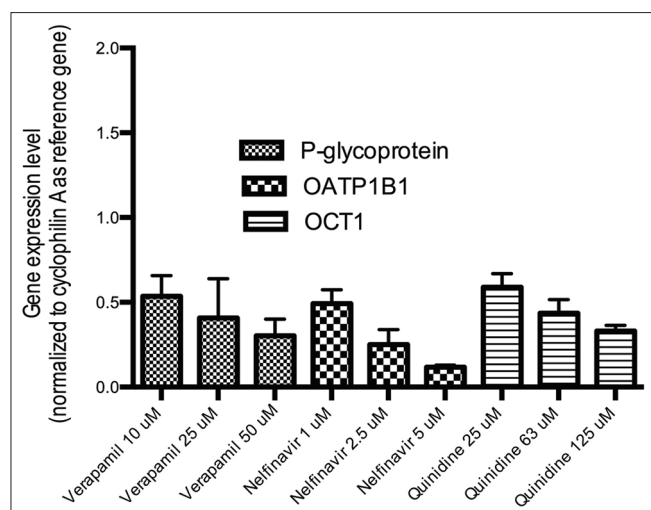 Gene expression level
(normalized to cyclophilin A as reference gene)
2.0
1.5
1.0
0.5
0.0
P-glycoprotein
OATP1B1
OCT1
Verapamil 10 uM
Verapamil 25 uM
Verapamil 50 uM
Nelfinavir 1 uM
Nelfinavir 2.5 uM
Nelfinavir 5 uM
Quinidine 25 uM
Quinidine 63 uM
Quinidine 125 uM